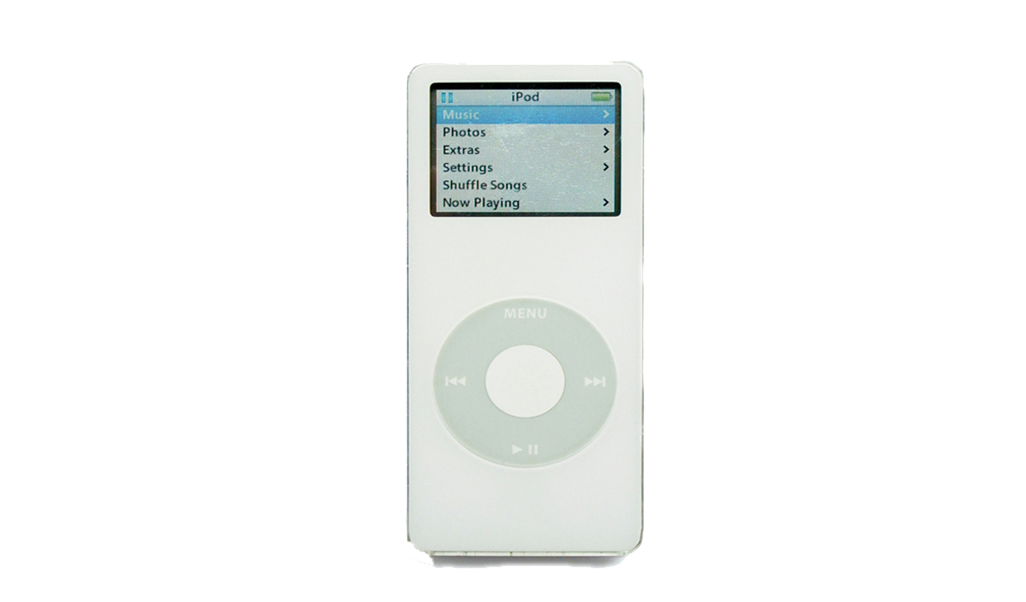 iPod
Music
Photos
Extras
Settings
Shuffle Songs
Now Playing
MENU